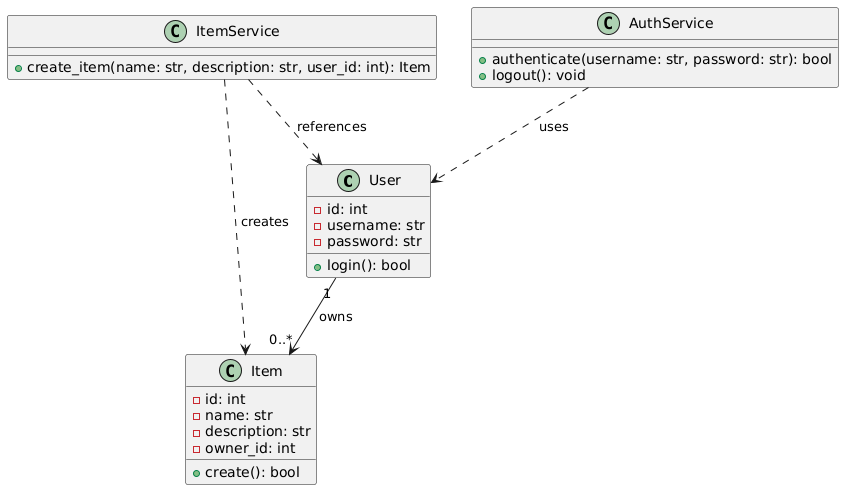 C ItemService
create_item(name: str, description: str, user_id: int): Item
C AuthService
authenticate(username: str, password: str): bool
logout(): void
references
uses
C User
id: int
username: str
password: str
login(): bool
creates
1
owns
0..*
C Item
id: int
name: str
description: str
owner_id: int
create(): bool